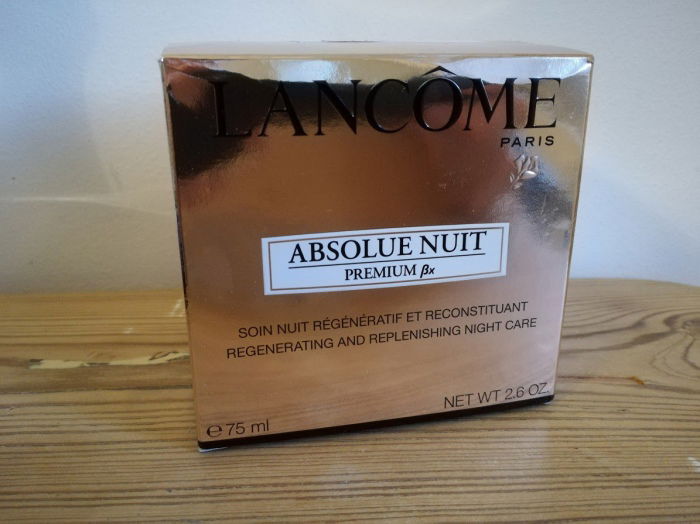 LANCÔME
PARIS
ABSOLUE NUIT
PREMIUM βx
SOIN NUIT RÉGÉNÉRATIF ET RECONSTITUANT
REGENERATING AND REPLENISHING NIGHT CARE
℮ 75 ml
NET WT 2.6 OZ.